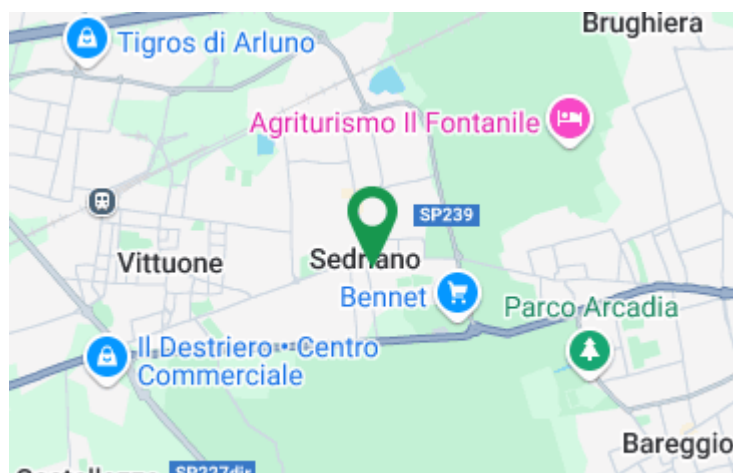 Brughiera
Tigros di Arluno
Agriturismo Il Fontanile
SP239
Vittuone
Sedriano
Bennet
Parco Arcadia
Il Destriero • Centro
Commerciale
Bareggio
SP227dir